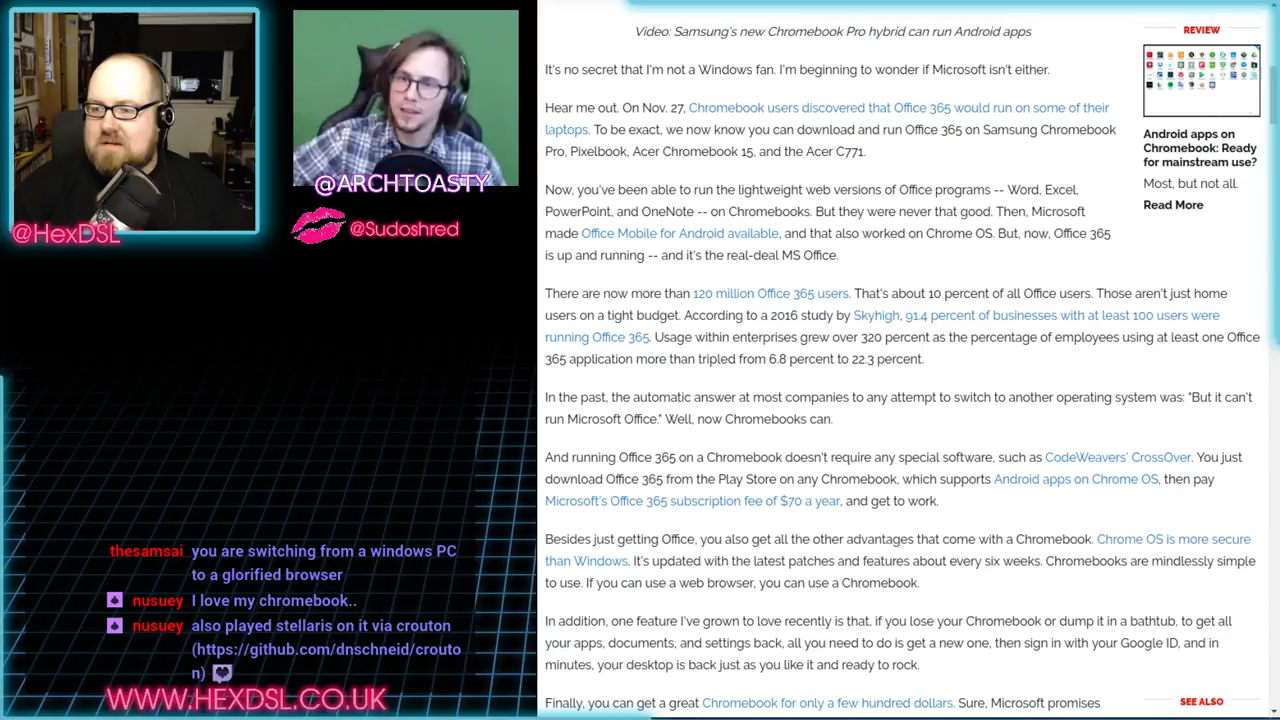 @ARCHTOASTY
@HexDSL
@Sudoshred
Video: Samsung's new Chromebook Pro hybrid can run Android apps
It's no secret that I'm not a Windows fan. I'm beginning to wonder if Microsoft isn't either.
Hear me out. On Nov. 27, Chromebook users discovered that Office 365 would run on some of their
laptops. To be exact, we now know you can download and run Office 365 on Samsung Chromebook
Pro, Pixelbook, Acer Chromebook 15, and the Acer C771.
Now, you've been able to run the lightweight web versions of Office programs -- Word, Excel,
PowerPoint, and OneNote -- on Chromebooks. But they were never that good. Then, Microsoft
made Office Mobile for Android available, and that also worked on Chrome OS. But, now, Office 365
is up and running -- and it's the real-deal MS Office.
There are now more than 120 million Office 365 users. That's about 10 percent of all Office users. Those aren't just home
users on a tight budget. According to a 2016 study by Skyhigh, 91.4 percent of businesses with at least 100 users were
running Office 365. Usage within enterprises grew over 320 percent as the percentage of employees using at least one Office
365 application more than tripled from 6.8 percent to 22.3 percent.
In the past, the automatic answer at most companies to any attempt to switch to another operating system was: "But it can't
run Microsoft Office." Well, now Chromebooks can.
And running Office 365 on a Chromebook doesn't require any special software, such as CodeWeavers' CrossOver. You just
download Office 365 from the Play Store on any Chromebook, which supports Android apps on Chrome OS, then pay
Microsoft's Office 365 subscription fee of $70 a year, and get to work.
Besides just getting Office, you also get all the other advantages that come with a Chromebook. Chrome OS is more secure
than Windows. It's updated with the latest patches and features about every six weeks. Chromebooks are mindlessly simple
to use. If you can use a web browser, you can use a Chromebook.
In addition, one feature I've grown to love recently is that, if you lose your Chromebook or dump it in a bathtub, to get all
your apps, documents, and settings back, all you need to do is get a new one, then sign in with your Google ID, and in
minutes, your desktop is back just as you like it and ready to rock.
Finally, you can get a great Chromebook for only a few hundred dollars. Sure, Microsoft promises
REVIEW
Android apps on
Chromebook: Ready
for mainstream use?
Most, but not all.
Read More
SEE ALSO
thesamsai you are switching from a windows PC
to a glorified browser
nusuey I love my chromebook..
nusuey also played stellaris on it via crouton
(https://github.com/dnschneid/crouto
n)
WWW.HEXDSL.CO.UK